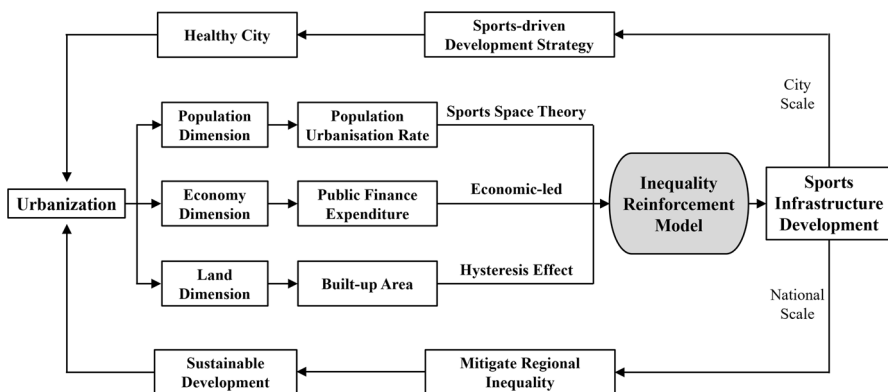 Healthy City
Sports-driven
Development Strategy
City
Scale
Population
Dimension
Population
Urbanisation Rate
Sports Space Theory
Urbanization
Economy
Dimension
Public Finance
Expenditure
Economic-led
Inequality
Reinforcement
Model
Sports
Infrastructure
Development
Land
Dimension
Built-up Area
Hysteresis Effect
National
Scale
Sustainable
Development
Mitigate Regional
Inequality